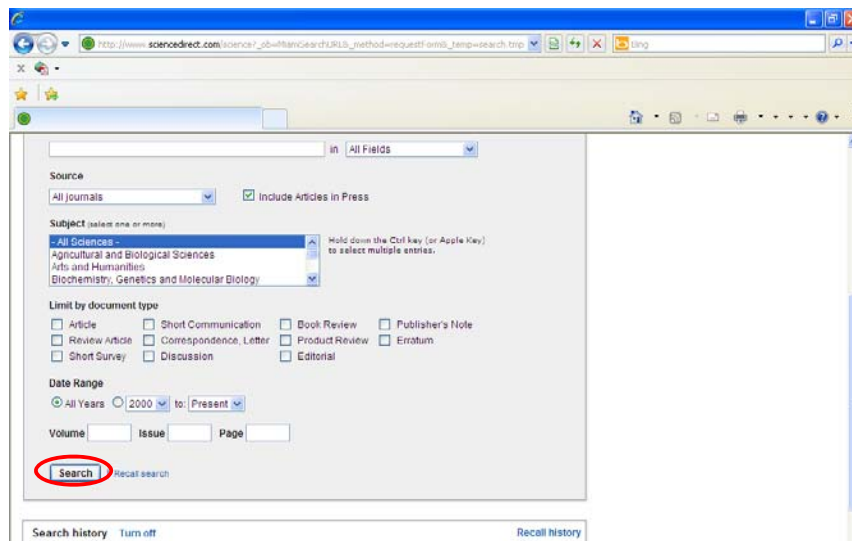 http://www.sciencedirect.com/science?_ob=MiamiSearchURL&_method=requestForm&_temp=search.tmp
Bing
in All Fields
Source
All journals Include Articles in Press
Subject (select one or more)
- All Sciences -
Agricultural and Biological Sciences
Arts and Humanities
Biochemistry, Genetics and Molecular Biology
Hold down the Ctrl key (or Apple Key)
to select multiple entries.
Limit by document type
Article Short Communication Book Review Publisher's Note
Review Article Correspondence, Letter Product Review Erratum
Short Survey Discussion Editorial
Date Range
All Years 2000 to: Present
Volume Issue Page
Search Recall search
Search history Turn off Recall history